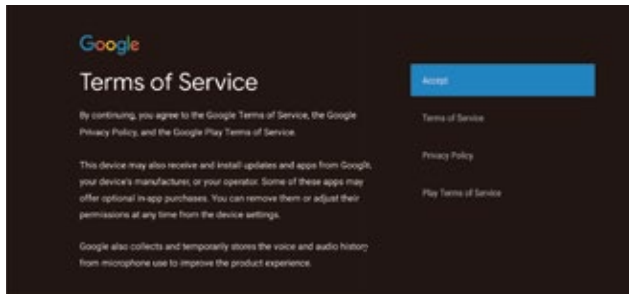 Google
Terms of Service
By continuing, you agree to the Google Terms of Service, the Google
Privacy Policy, and the Google Play Terms of Service.
This device may also receive and install updates and apps from Google,
your device's manufacturer, or your operator. Some of these apps may
offer optional in-app purchases. You can remove them or adjust their
permissions at any time from the device settings.
Google also collects and temporarily stores the voice and audio history
from microphone use to improve the product experience.
Accept
Terms of Service
Privacy Policy
Play Terms of Service